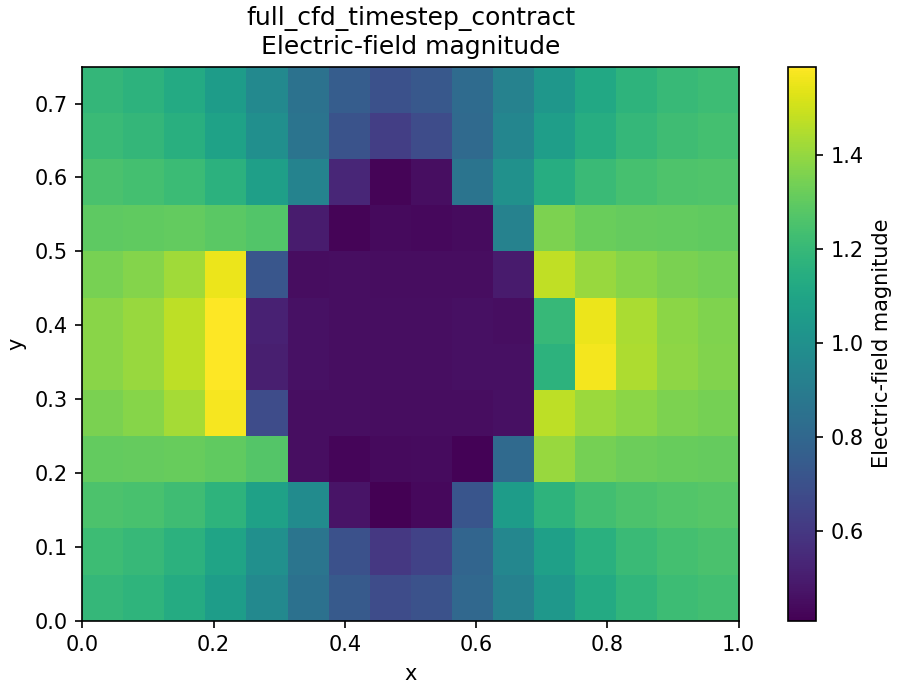 full_cfd_timestep_contract
Electric-field magnitude
0.7
0.6
0.5
0.4
0.3
0.2
0.1
0.0
y
0.0 0.2 0.4 0.6 0.8 1.0
x
1.4
1.2
1.0
0.8
0.6
Electric-field magnitude